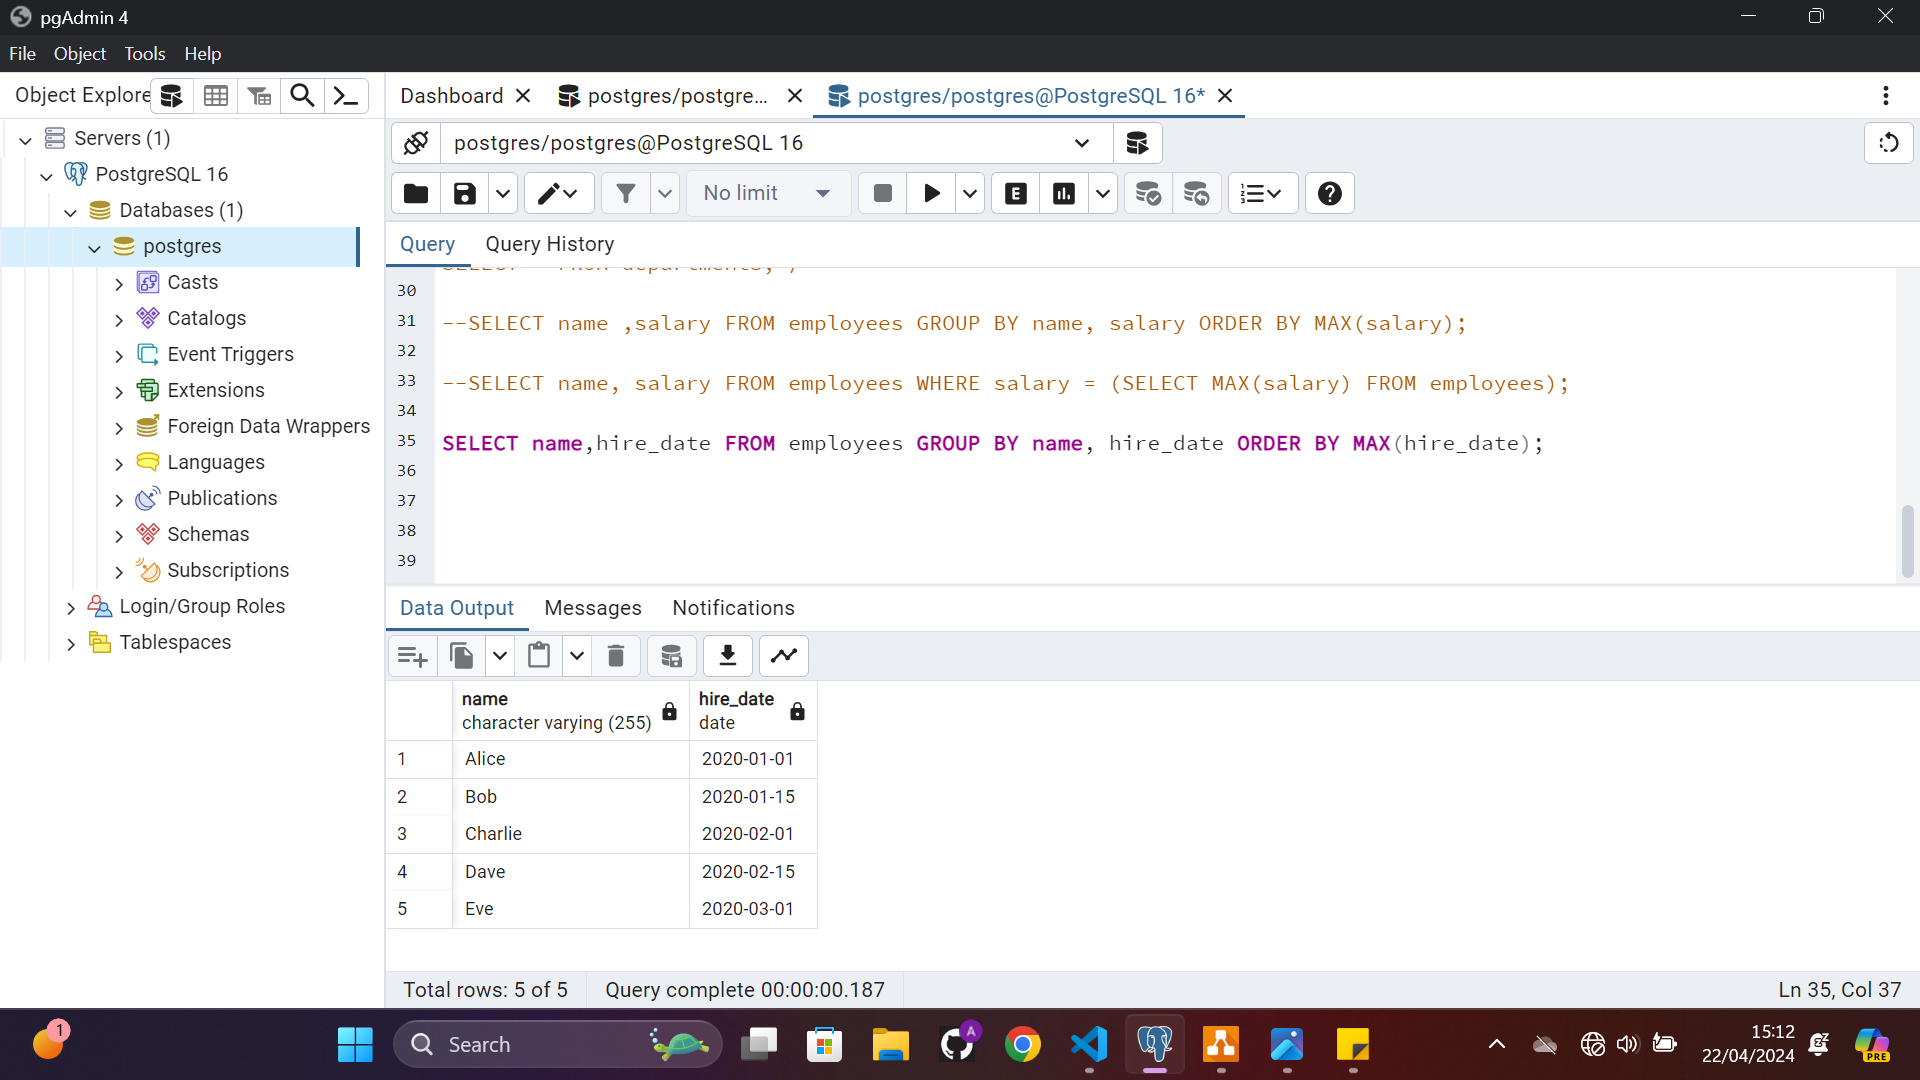 pgAdmin 4
File Object Tools Help
Object Explore
Dashboard
postgres/postgre...
postgres/postgres@PostgreSQL 16*
Servers (1)
PostgreSQL 16
Databases (1)
postgres
Casts
Catalogs
Event Triggers
Extensions
Foreign Data Wrappers
Languages
Publications
Schemas
Subscriptions
Login/Group Roles
Tablespaces
postgres/postgres@PostgreSQL 16
No limit
E
Query Query History
30
31 --SELECT name ,salary FROM employees GROUP BY name, salary ORDER BY MAX(salary);
32
33 --SELECT name, salary FROM employees WHERE salary = (SELECT MAX(salary) FROM employees);
34
35 SELECT name,hire_date FROM employees GROUP BY name, hire_date ORDER BY MAX(hire_date);
36
37
38
39
Data Output Messages Notifications
name hire_date
character varying (255) date
1 Alice 2020-01-01
2 Bob 2020-01-15
3 Charlie 2020-02-01
4 Dave 2020-02-15
5 Eve 2020-03-01
Total rows: 5 of 5 Query complete 00:00:00.187 Ln 35, Col 37
1
Search
A
15:12
22/04/2024
PRE